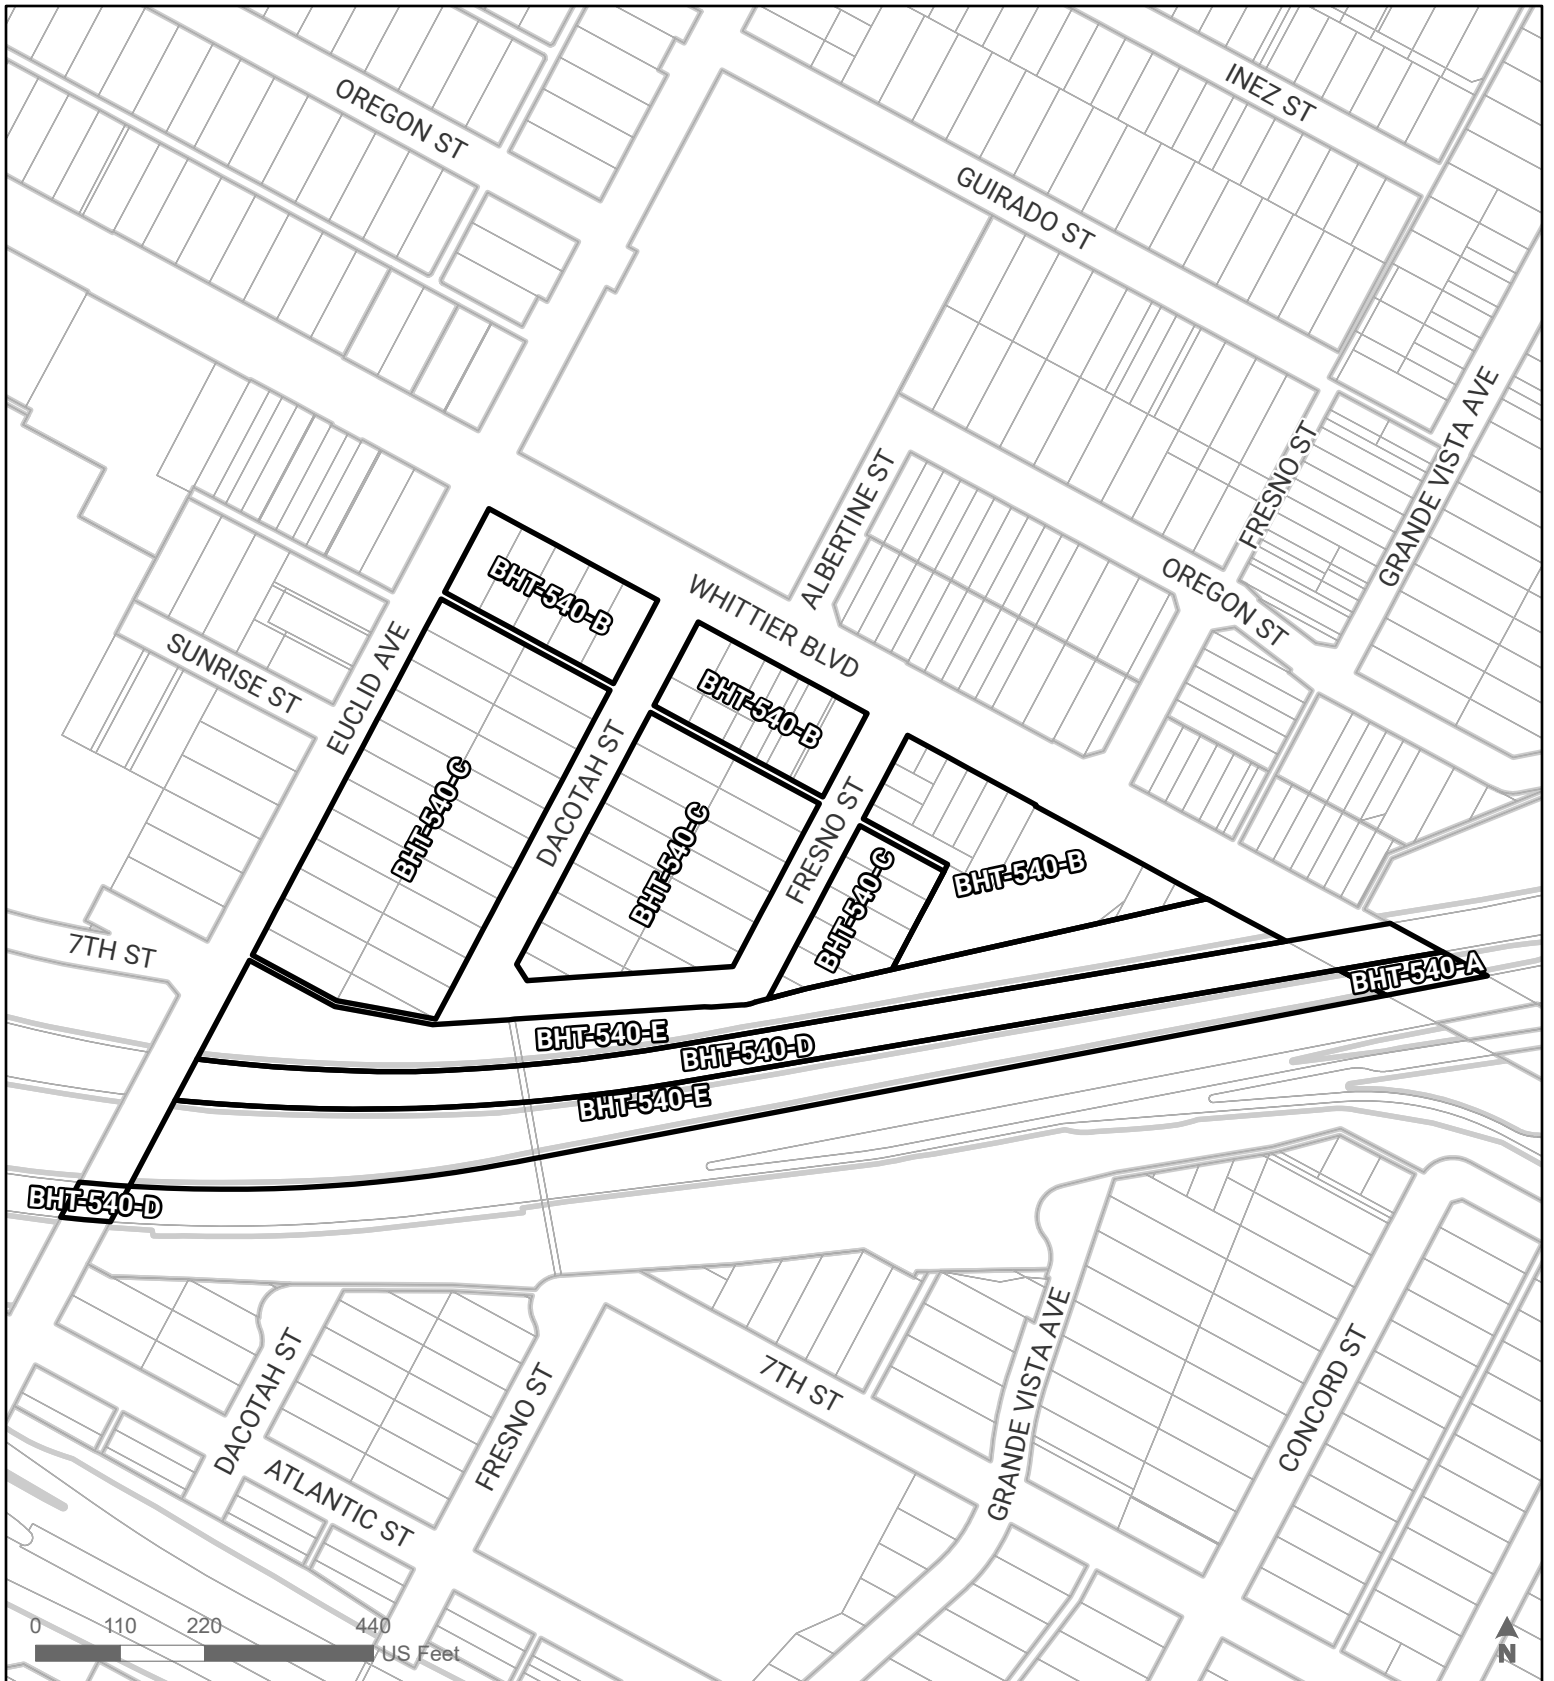 INEZ ST
OREGON ST
GUIRADO ST
GRANDE VISTA AVE
FRESNO ST
ALBERTINE ST
OREGON ST
BHT-540-B
WHITTIER BLVD
SUNRISE ST
EUCLID AVE
BHT-540-B
DACOTAH ST
BHT-540-C
BHT-540-C
FRESNO ST
BHT-540-C
BHT-540-B
7TH ST
BHT-540-A
BHT-540-E
BHT-540-D
BHT-540-E
BHT-540-D
DACOTAH ST
7TH ST
GRANDE VISTA AVE
CONCORD ST
FRESNO ST
ATLANTIC ST
0 110 220 440
US Feet
N